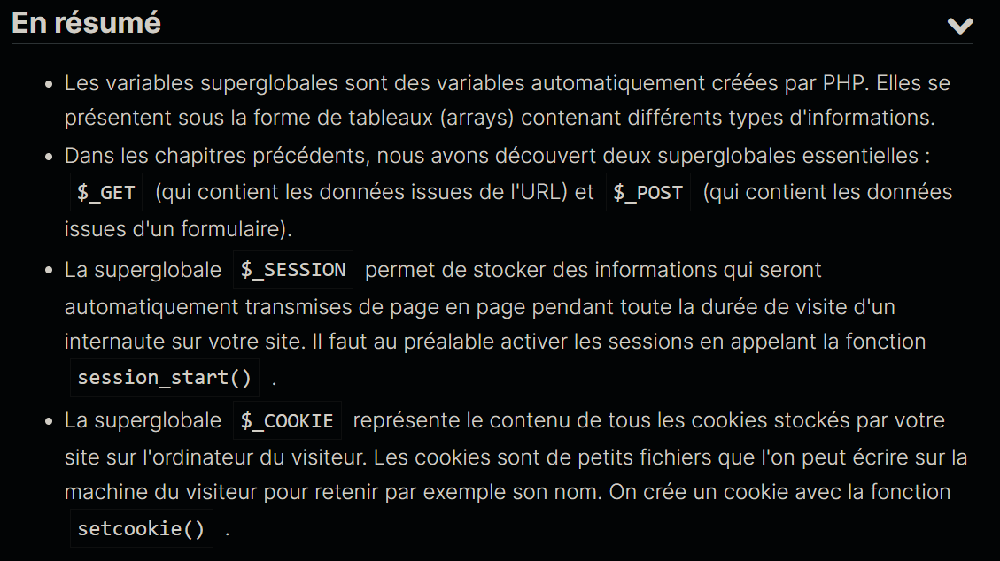 En résumé
• Les variables superglobales sont des variables automatiquement créées par PHP. Elles se
présentent sous la forme de tableaux (arrays) contenant différents types d'informations.
• Dans les chapitres précédents, nous avons découvert deux superglobales essentielles :
$_GET (qui contient les données issues de l'URL) et $_POST (qui contient les données
issues d'un formulaire).
• La superglobale $_SESSION permet de stocker des informations qui seront
automatiquement transmises de page en page pendant toute la durée de visite d'un
internaute sur votre site. Il faut au préalable activer les sessions en appelant la fonction
session_start() .
• La superglobale $_COOKIE représente le contenu de tous les cookies stockés par votre
site sur l'ordinateur du visiteur. Les cookies sont de petits fichiers que l'on peut écrire sur la
machine du visiteur pour retenir par exemple son nom. On crée un cookie avec la fonction
setcookie() .